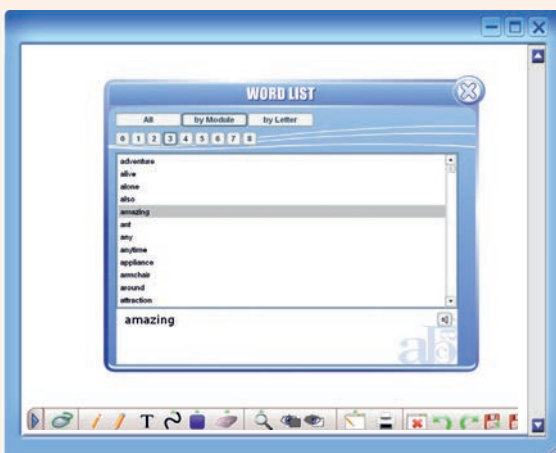 WORD LIST
All by Module by Letter
0 1 2 3 4 5 6 7 8
adventure
alive
alone
also
amazing
ant
any
anytime
appliance
armchair
around
attraction
amazing
T